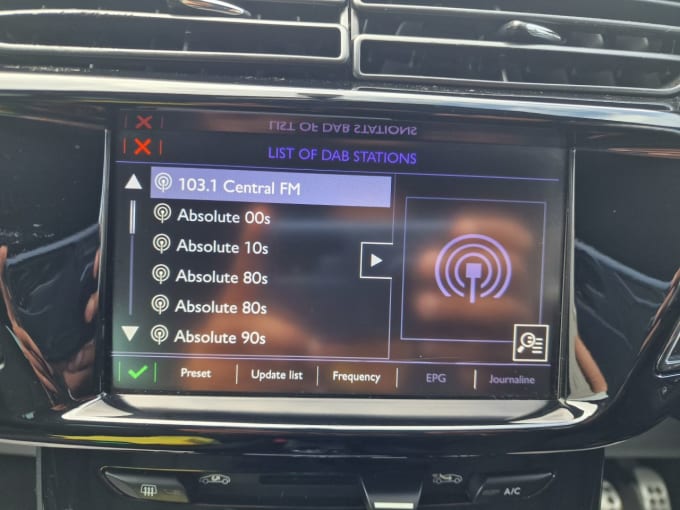 LIST OF DAB STATIONS
LIST OF DAB STATIONS
103.1 Central FM
Absolute 00s
Absolute 10s
Absolute 80s
Absolute 80s
Absolute 90s
Preset Update list Frequency EPG Journaline
A/C